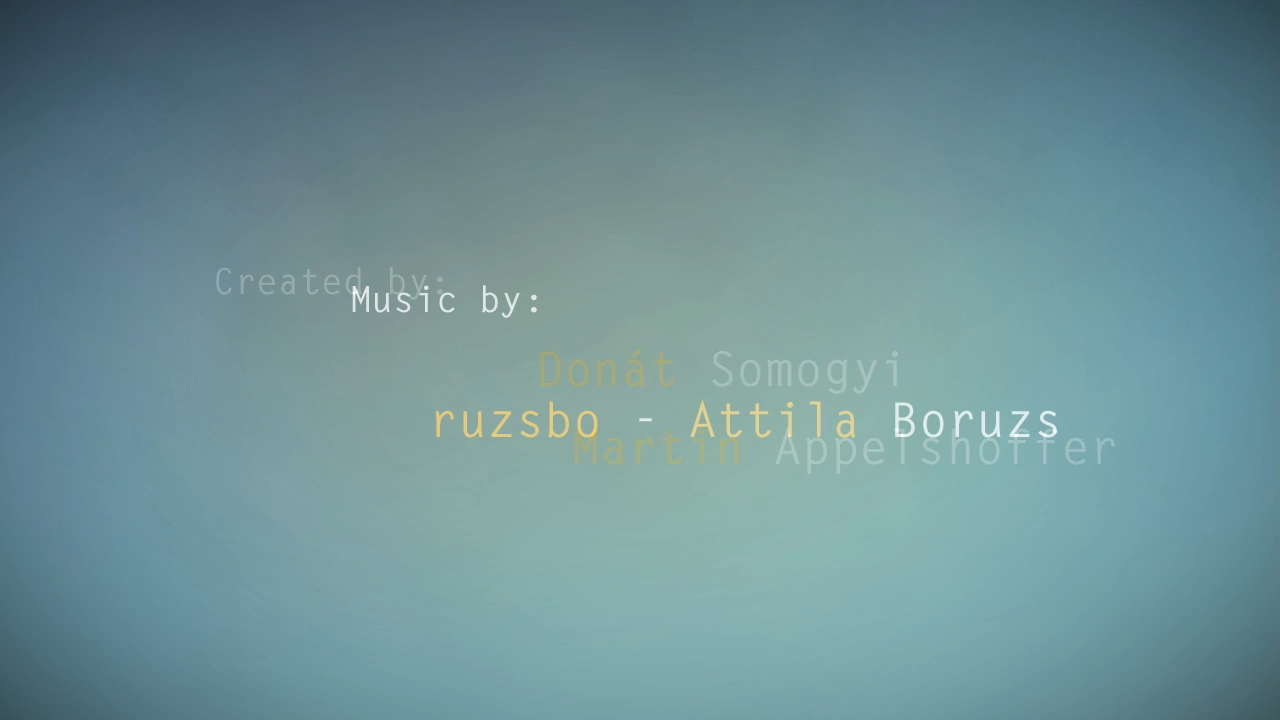 Created by:
Music by:
Donát Somogyi
ruzsbo - Attila Boruzs
Martin Appelshoffer